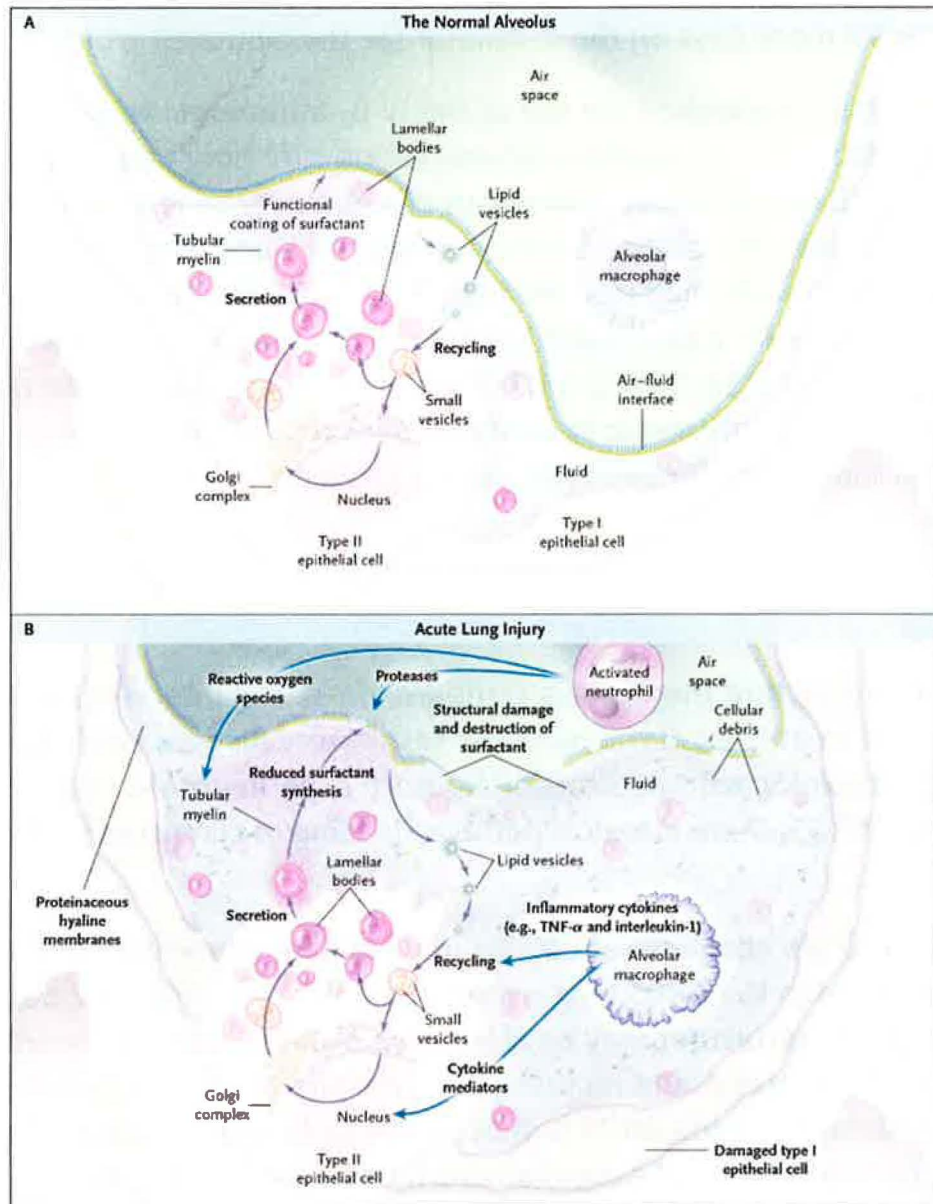 A
The Normal Alveolus
Air
space
Lamellar
bodies
Lipid
vesicles
Functional
coating of surfactant
Tubular
myelin
Alveolar
macrophage
Secretion
Recycling
Air–fluid
interface
Small
vesicles
Fluid
Golgi
complex
Nucleus
Type II
epithelial cell
Type I
epithelial cell
B
Acute Lung Injury
Reactive oxygen
species
Proteases
Activated
neutrophil
Air
space
Structural damage
and destruction of
surfactant
Cellular
debris
Reduced surfactant
synthesis
Fluid
Tubular
myelin
Lamellar
bodies
Lipid vesicles
Proteinaceous
hyaline
membranes
Secretion
Inflammatory cytokines
(e.g., TNF-α and interleukin-1)
Recycling
Alveolar
macrophage
Small
vesicles
Cytokine
mediators
Golgi
complex
Nucleus
Type II
epithelial cell
Damaged type I
epithelial cell